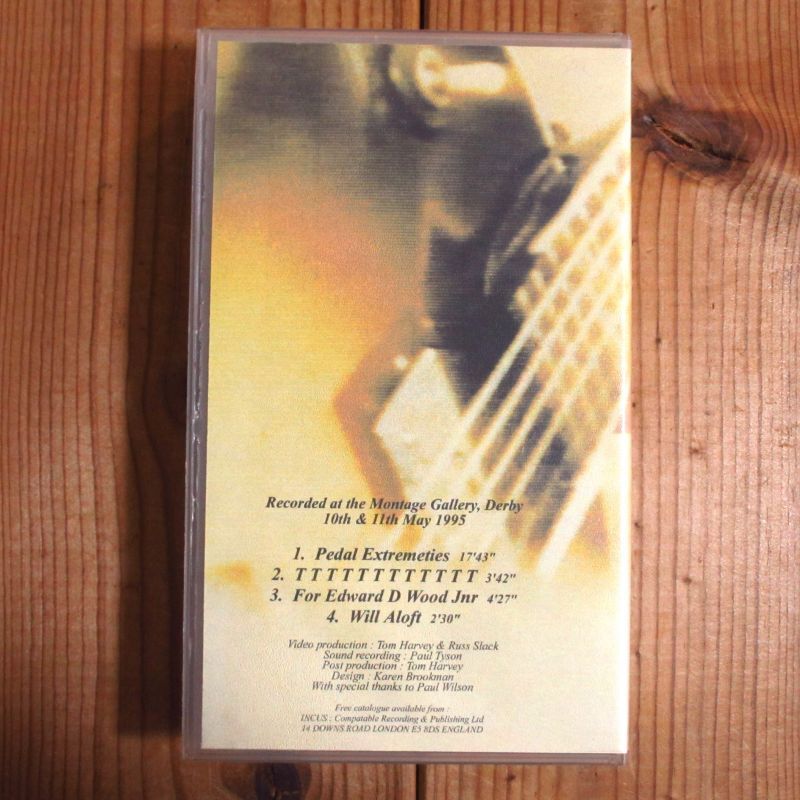 Recorded at the Montage Gallery, Derby
10th & 11th May 1995
1. Pedal Extremeties 17'43"
2. T T T T T T T T T T T T 3'42"
3. For Edward D Wood Jnr 4'27"
4. Will Aloft 2'30"
Video production : Tom Harvey & Russ Slack
Sound recording : Paul Tyson
Post production : Tom Harvey
Design : Karen Brookman
With special thanks to Paul Wilson
Free catalogue available from :
INCUS : Compatable Recording & Publishing Ltd
14 DOWNS ROAD LONDON E5 8DS ENGLAND